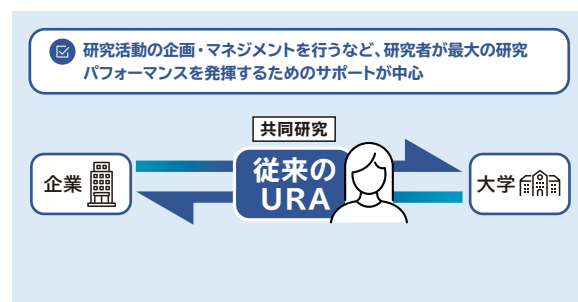 研究活動の企画・マネジメントを行うなど、研究者が最大の研究
パフォーマンスを発揮するためのサポートが中心
共同研究
企業
従来の
URA
大学